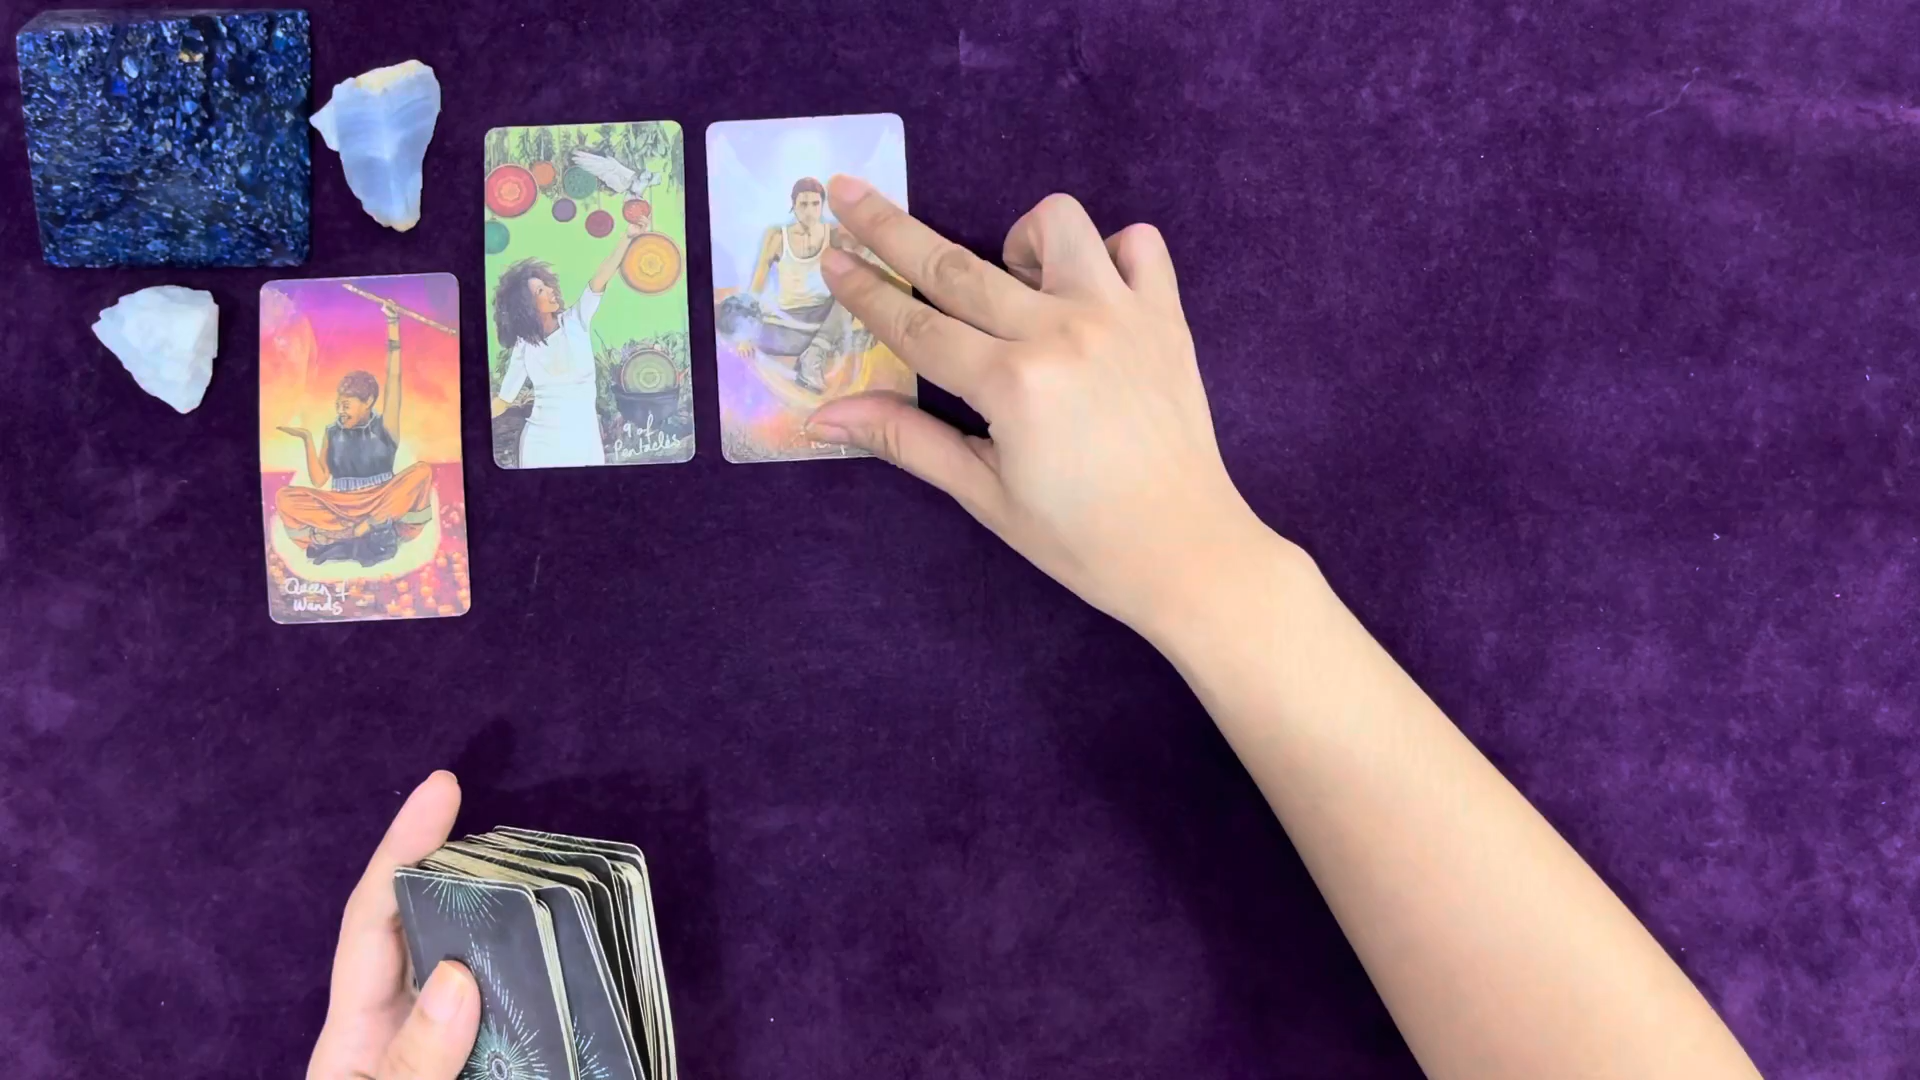 Queen of
Wands
9 of
Pentacles